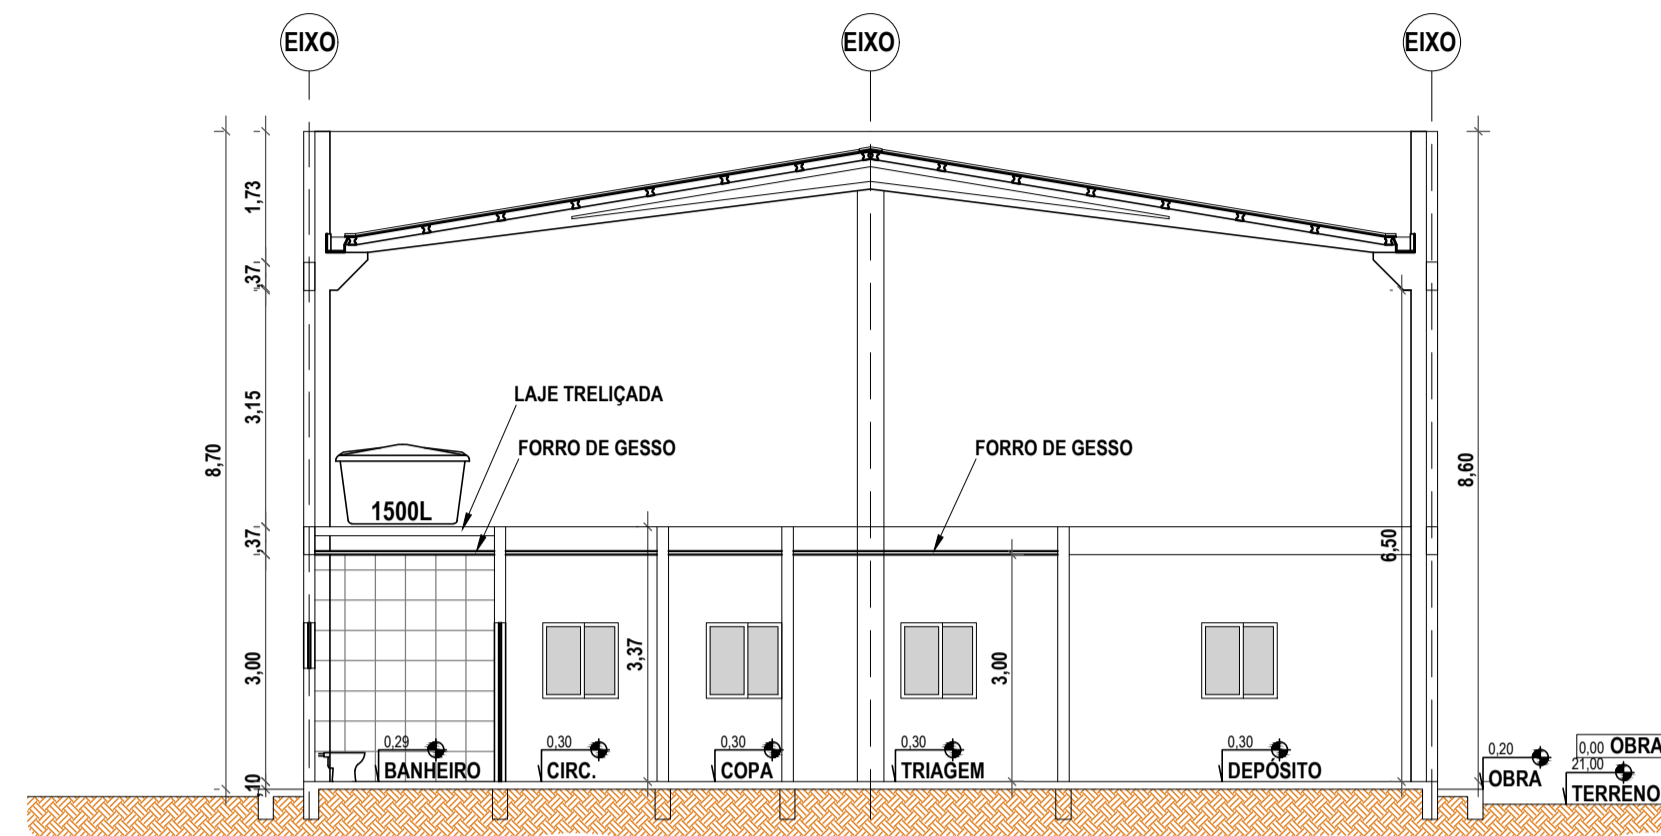 EIXO EIXO EIXO
1,73
,37
3,15
8,70
8,60
LAJE TRELIÇADA
FORRO DE GESSO
FORRO DE GESSO
1500L
,37
6,50
3,00
3,37
3,00
0,29 0,30 0,30 0,30 0,30
BANHEIRO CIRC. COPA TRIAGEM DEPÓSITO
,10
0,20
OBRA
0,00 OBRA
21,00
TERRENO